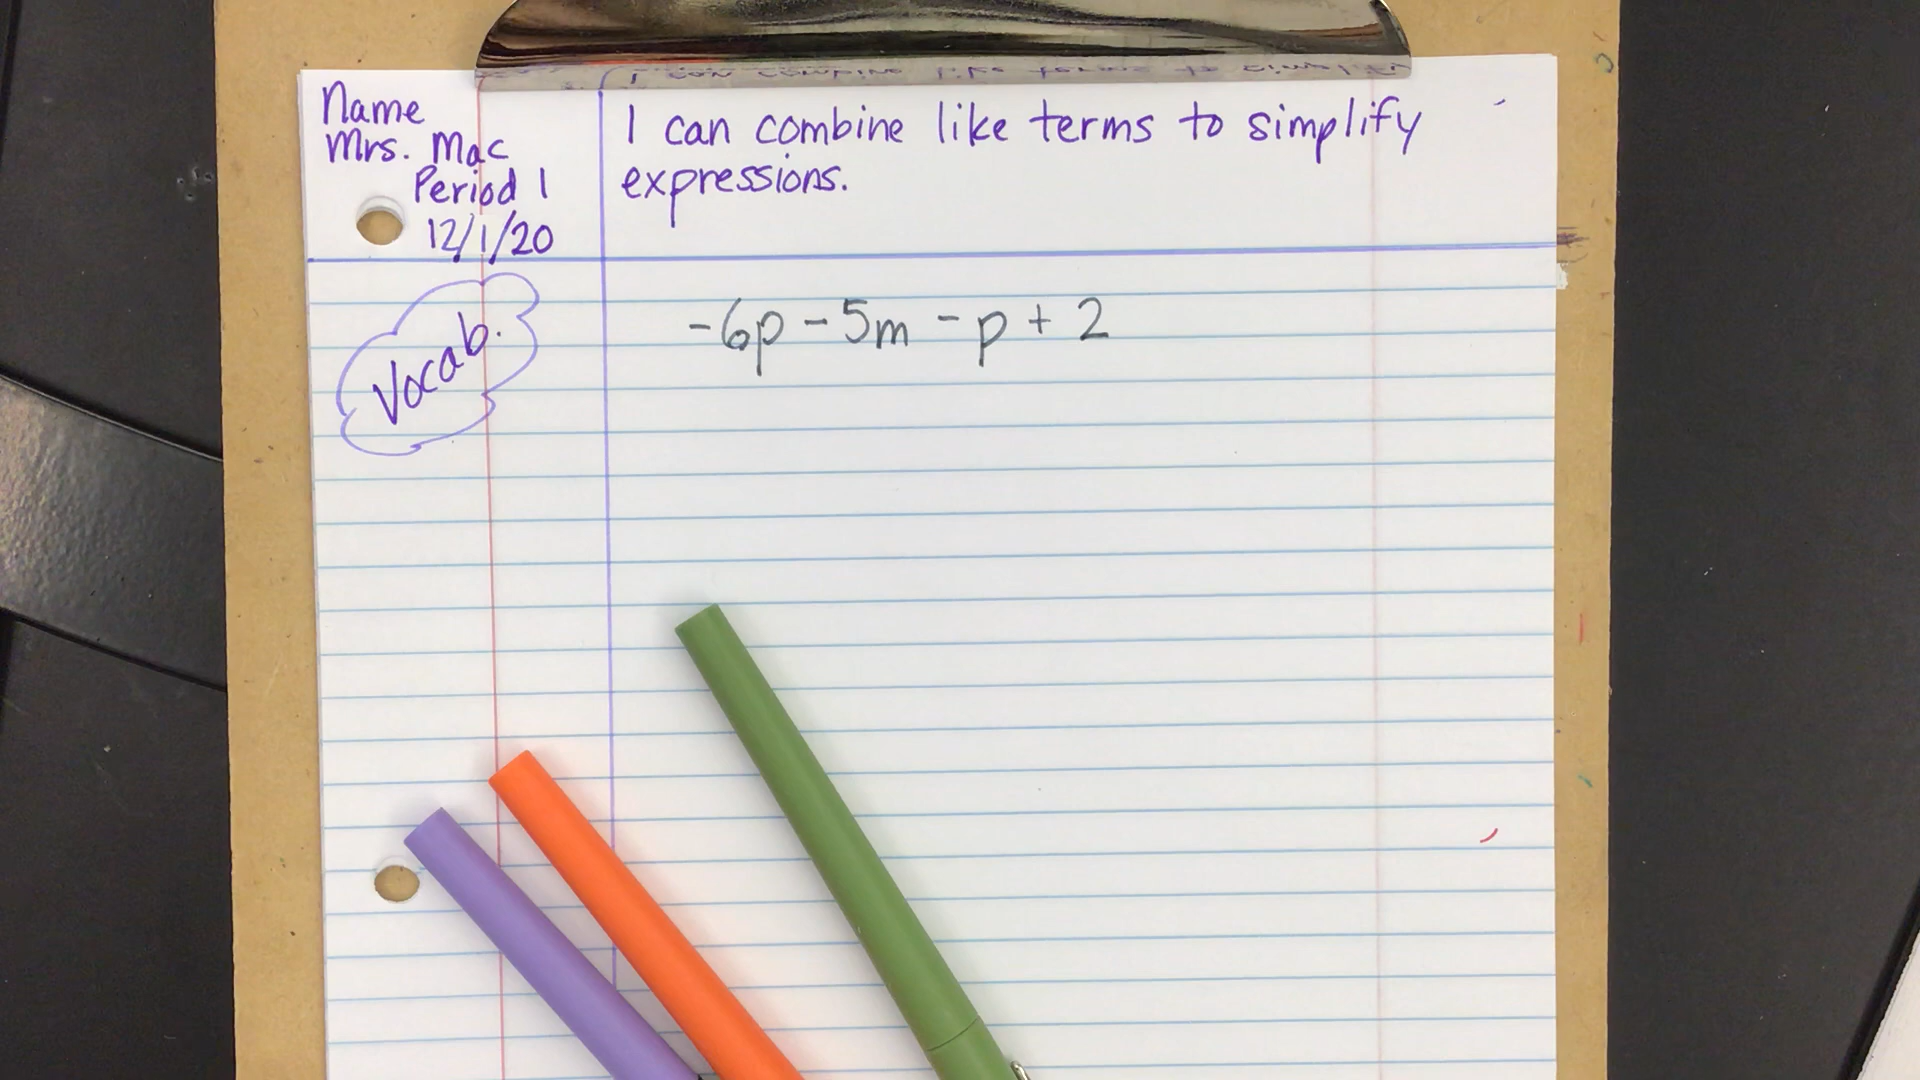 Name
Mrs. Mac
Period 1
12/1/20
I can combine like terms to simplify
expressions.
Vocab.
-6p - 5m - p + 2